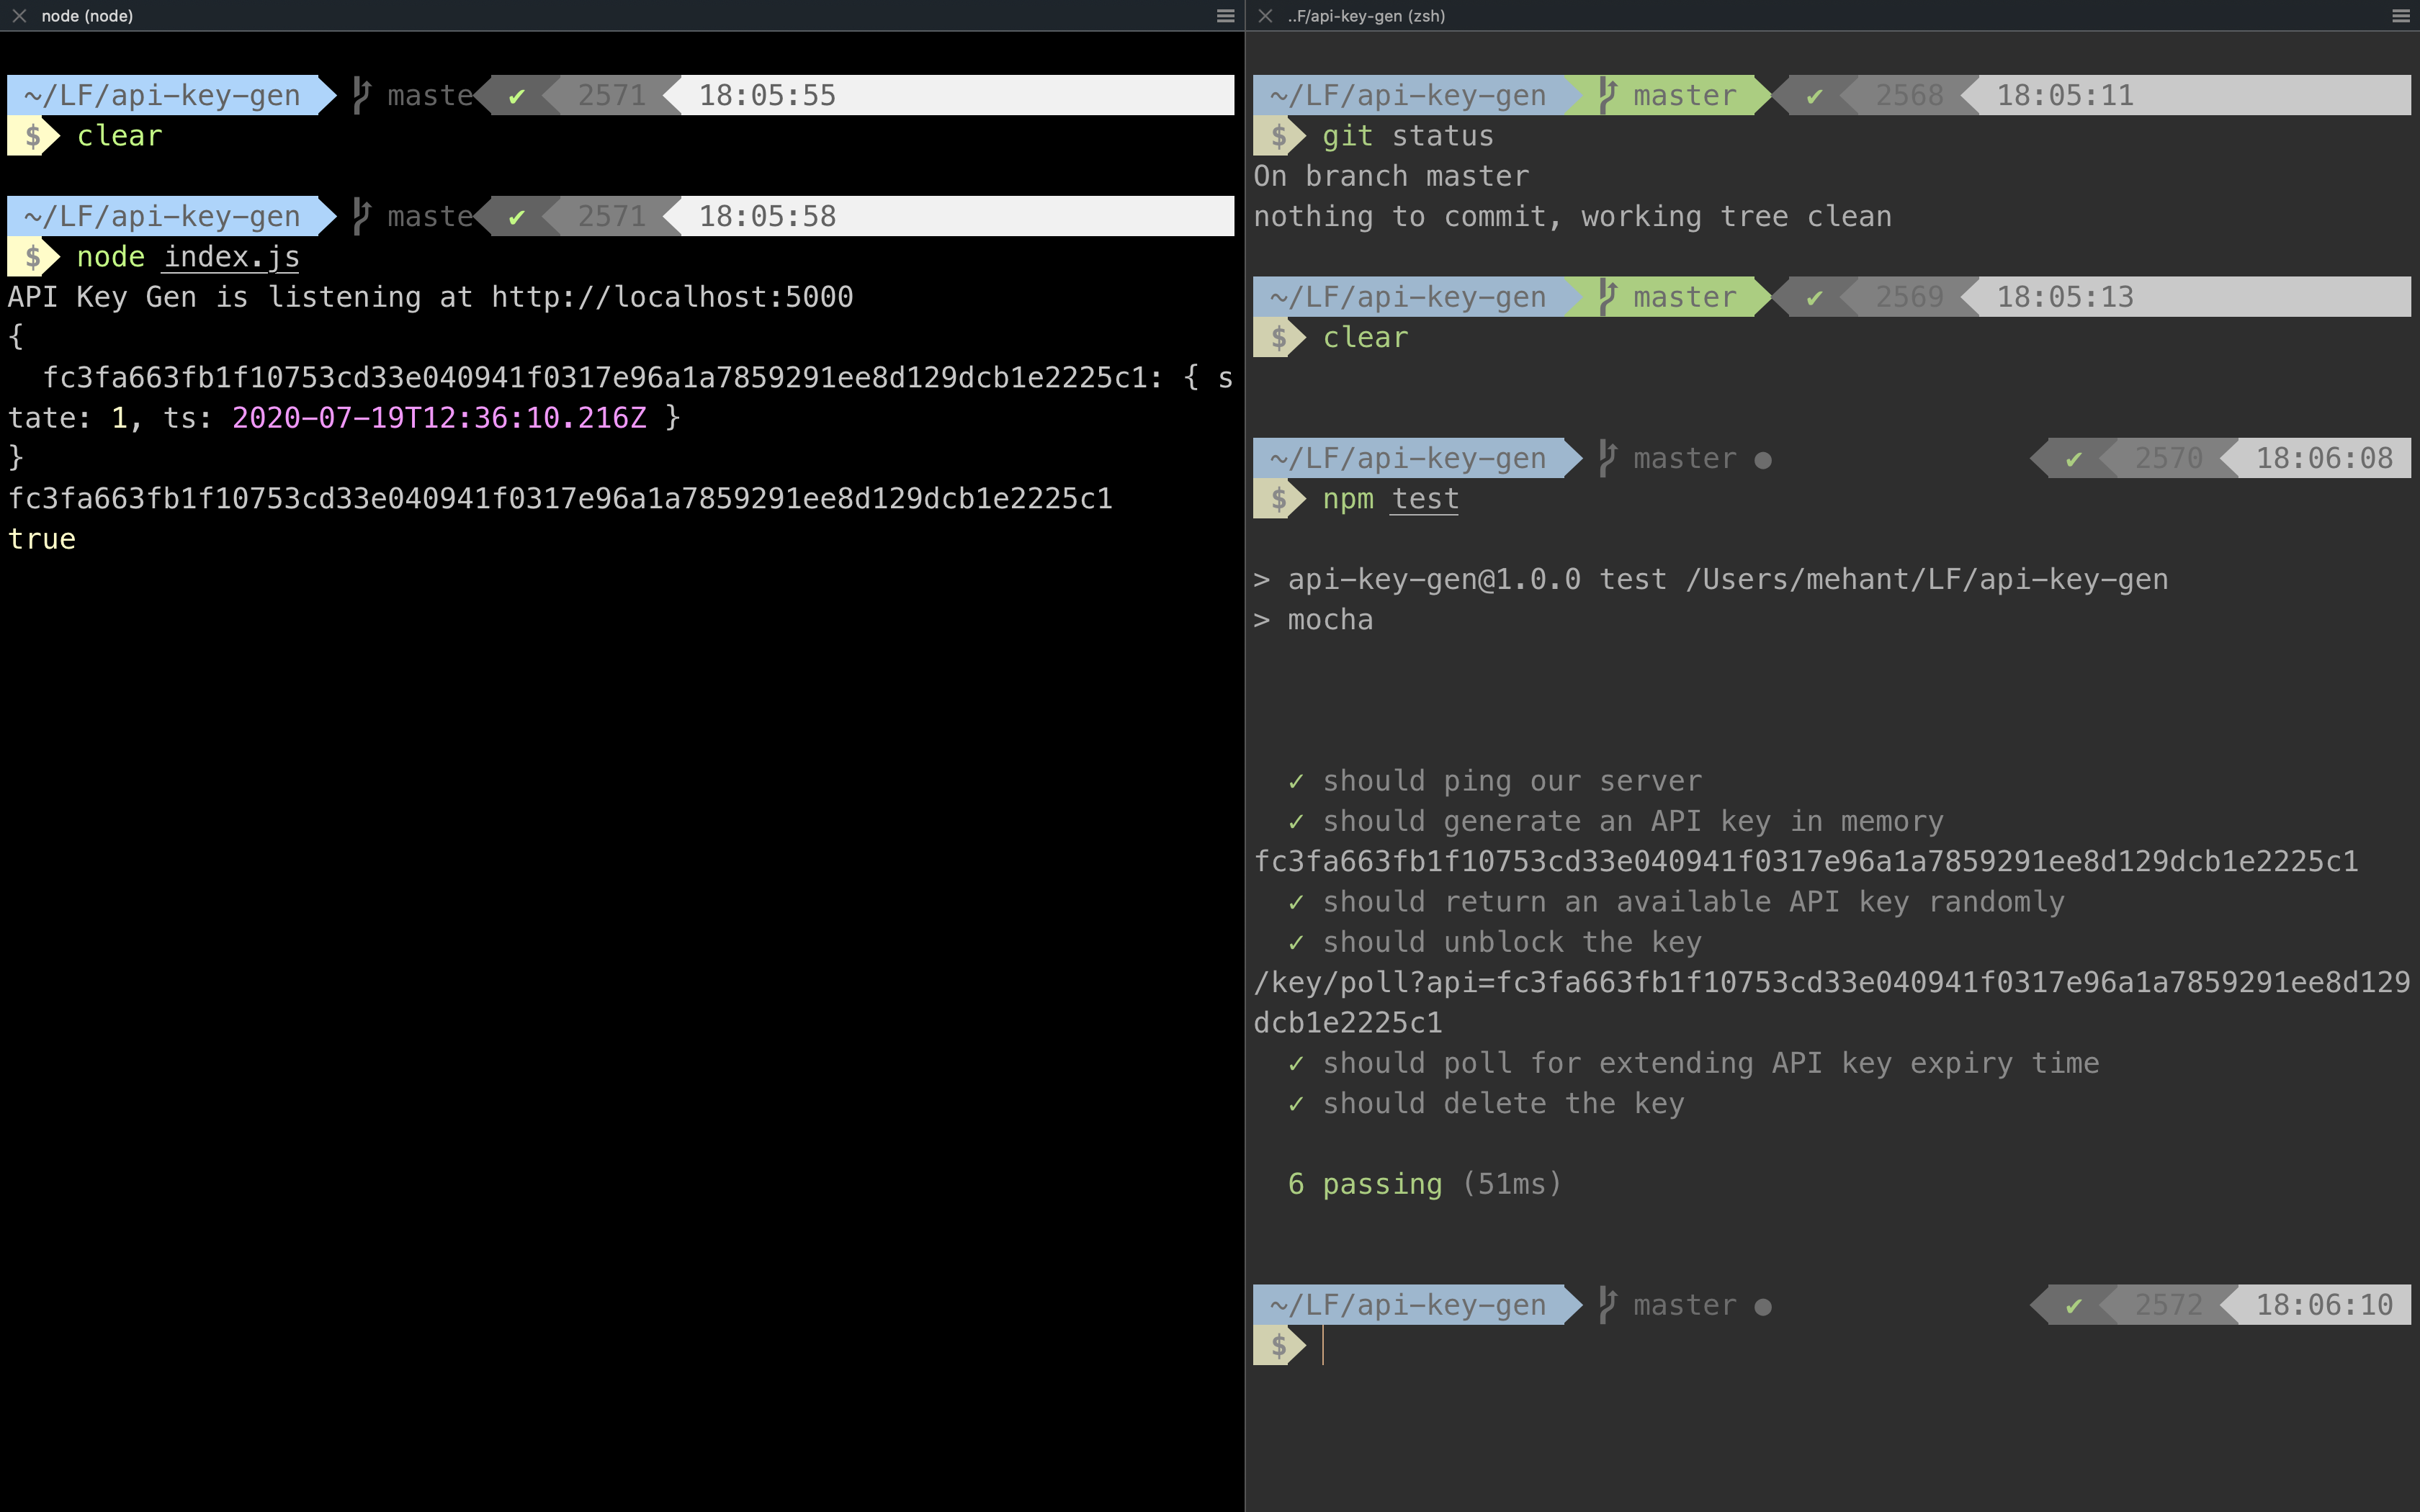 node (node)
~/LF/api-key-gen maste ✔ 2571 18:05:55
$ clear
~/LF/api-key-gen maste ✔ 2571 18:05:58
$ node index.js
API Key Gen is listening at http://localhost:5000
{
  fc3fa663fb1f10753cd33e040941f0317e96a1a7859291ee8d129dcb1e2225c1: { s
tate: 1, ts: 2020-07-19T12:36:10.216Z }
}
fc3fa663fb1f10753cd33e040941f0317e96a1a7859291ee8d129dcb1e2225c1
true
..F/api-key-gen (zsh)
~/LF/api-key-gen master ✔ 2568 18:05:11
$ git status
On branch master
nothing to commit, working tree clean
~/LF/api-key-gen master ✔ 2569 18:05:13
$ clear
~/LF/api-key-gen master ● ✔ 2570 18:06:08
$ npm test
> api-key-gen@1.0.0 test /Users/mehant/LF/api-key-gen
> mocha
✓ should ping our server
✓ should generate an API key in memory
fc3fa663fb1f10753cd33e040941f0317e96a1a7859291ee8d129dcb1e2225c1
✓ should return an available API key randomly
✓ should unblock the key
/key/poll?api=fc3fa663fb1f10753cd33e040941f0317e96a1a7859291ee8d129
dcb1e2225c1
✓ should poll for extending API key expiry time
✓ should delete the key
6 passing (51ms)
~/LF/api-key-gen master ● ✔ 2572 18:06:10
$